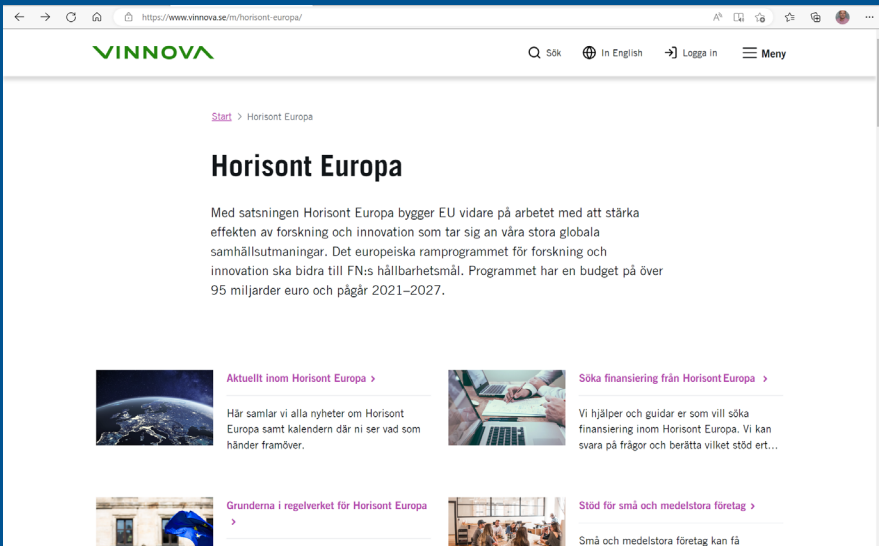 https://www.vinnova.se/m/horisont-europa/
VINNOVA
Sök
In English
Logga in
Meny
Start > Horisont Europa
Horisont Europa
Med satsningen Horisont Europa bygger EU vidare på arbetet med att stärka
effekten av forskning och innovation som tar sig an våra stora globala
samhällsutmaningar. Det europeiska ramprogrammet för forskning och
innovation ska bidra till FN:s hållbarhetsmål. Programmet har en budget på över
95 miljarder euro och pågår 2021–2027.
Aktuellt inom Horisont Europa >
Här samlar vi alla nyheter om Horisont
Europa samt kalendern där ni ser vad som
händer framöver.
Söka finansiering från Horisont Europa >
Vi hjälper och guidar er som vill söka
finansiering inom Horisont Europa. Vi kan
svara på frågor och berätta vilket stöd ert...
Grunderna i regelverket för Horisont Europa
>
Stöd för små och medelstora företag >
Små och medelstora företag kan få